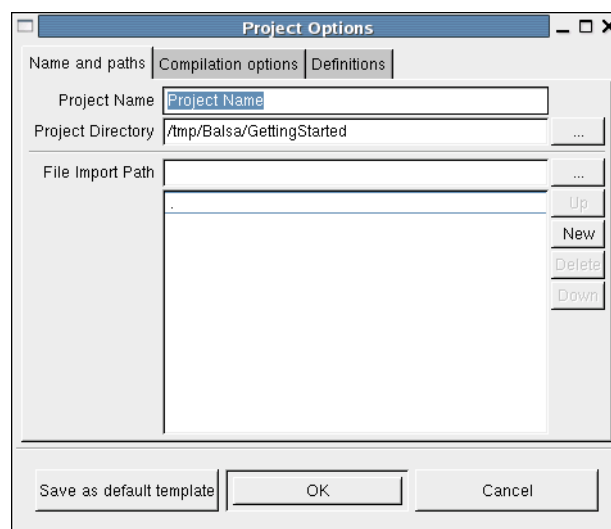 Project Options
Name and paths Compilation options Definitions
Project Name Project Name
Project Directory /tmp/Balsa/GettingStarted ...
File Import Path ...
. Up
New
Delete
Down
Save as default template OK Cancel